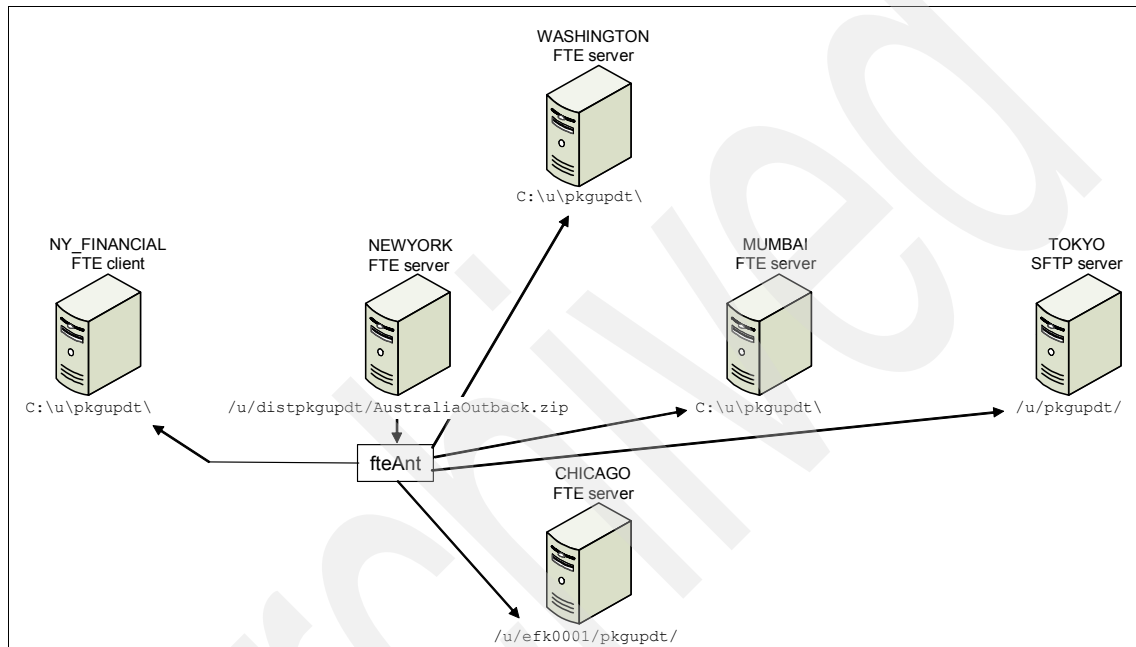 WASHINGTON
FTE server
C:\u\pkgupdt\
NY_FINANCIAL
FTE client
C:\u\pkgupdt\
NEWYORK
FTE server
/u/distpkgupdt/AustraliaOutback.zip
MUMBAI
FTE server
C:\u\pkgupdt\
TOKYO
SFTP server
/u/pkgupdt/
fteAnt
CHICAGO
FTE server
/u/efk0001/pkgupdt/
rchived